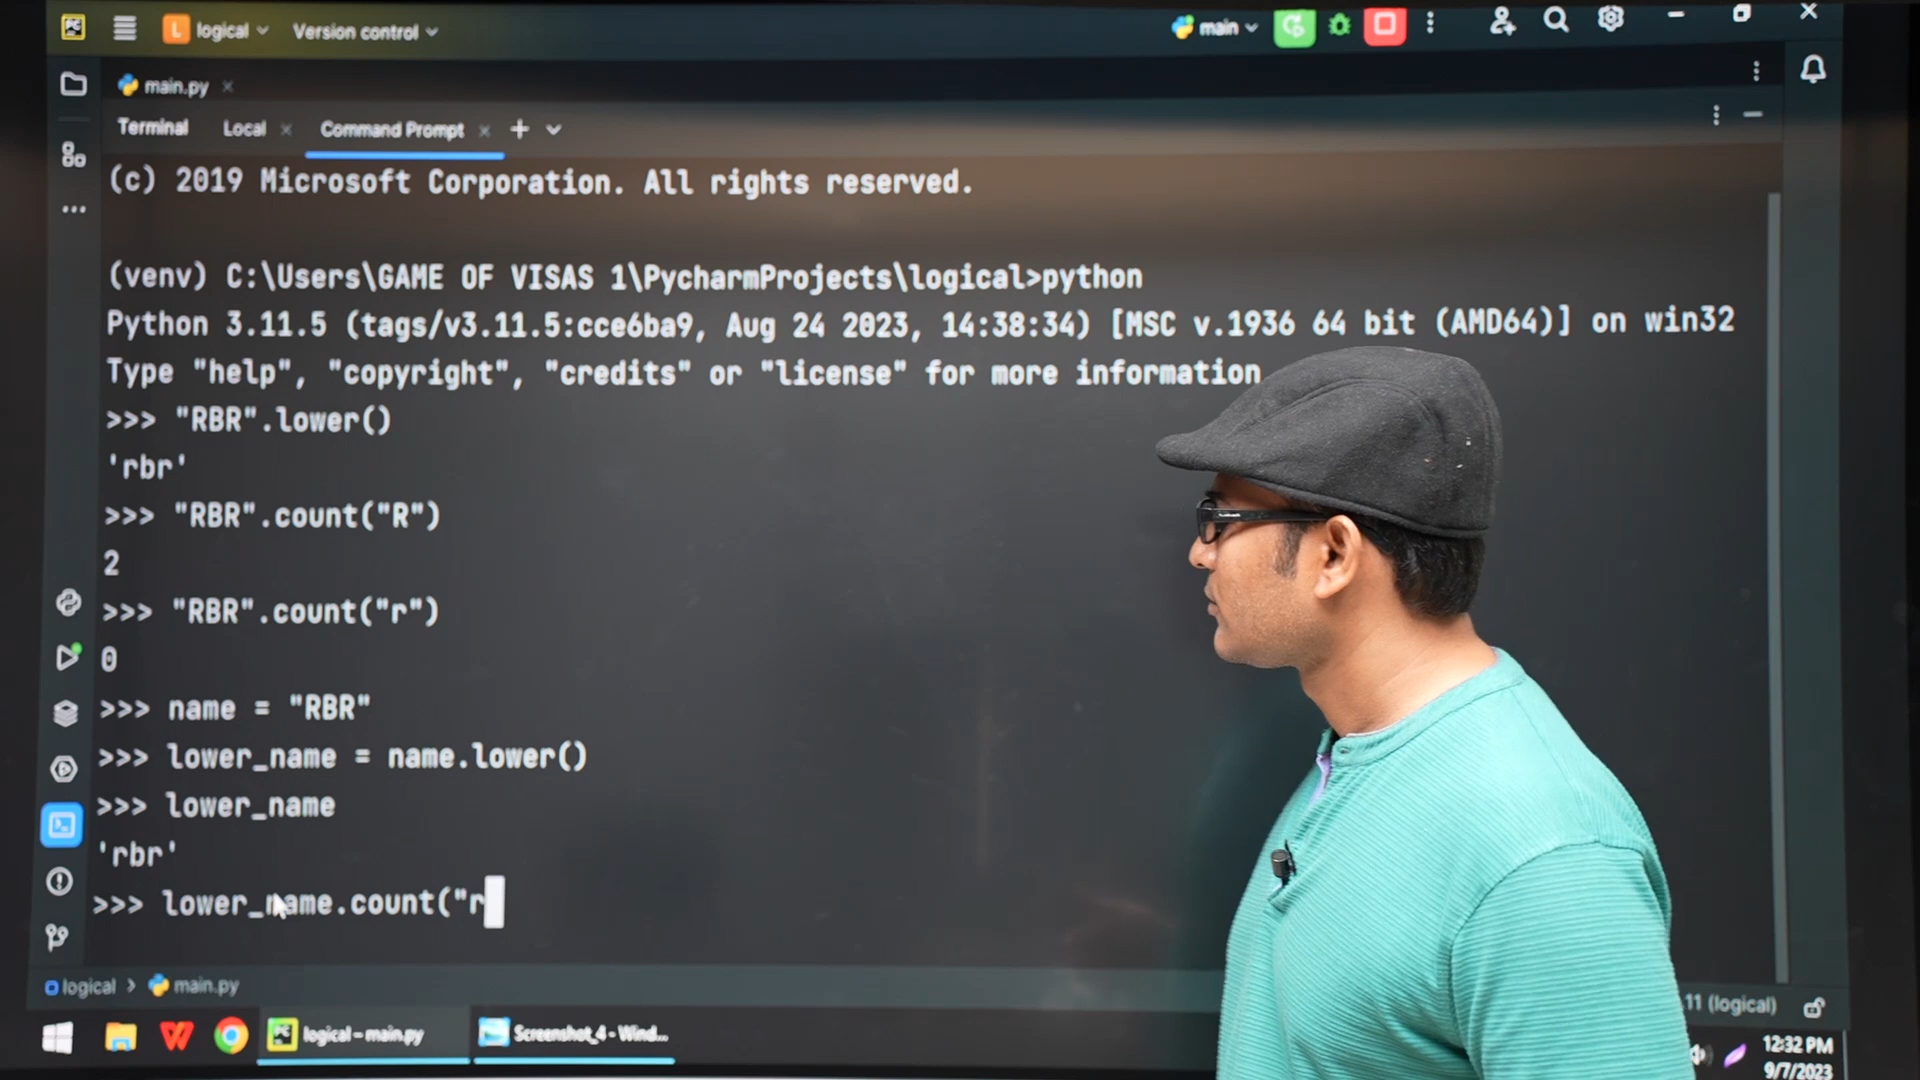 PC
L logical
Version control
main
main.py
Terminal
Local
Command Prompt
(c) 2019 Microsoft Corporation. All rights reserved.
(venv) C:\Users\GAME OF VISAS 1\PycharmProjects\logical>python
Python 3.11.5 (tags/v3.11.5:cce6ba9, Aug 24 2023, 14:38:34) [MSC v.1936 64 bit (AMD64)] on win32
Type "help", "copyright", "credits" or "license" for more information
>>> "RBR".lower()
'rbr'
>>> "RBR".count("R")
2
>>> "RBR".count("r")
0
>>> name = "RBR"
>>> lower_name = name.lower()
>>> lower_name
'rbr'
>>> lower_name.count("r
logical > main.py
11 (logical)
PC logical – main.py
Screenshot_4 - Wind...
12:32 PM
9/7/2023